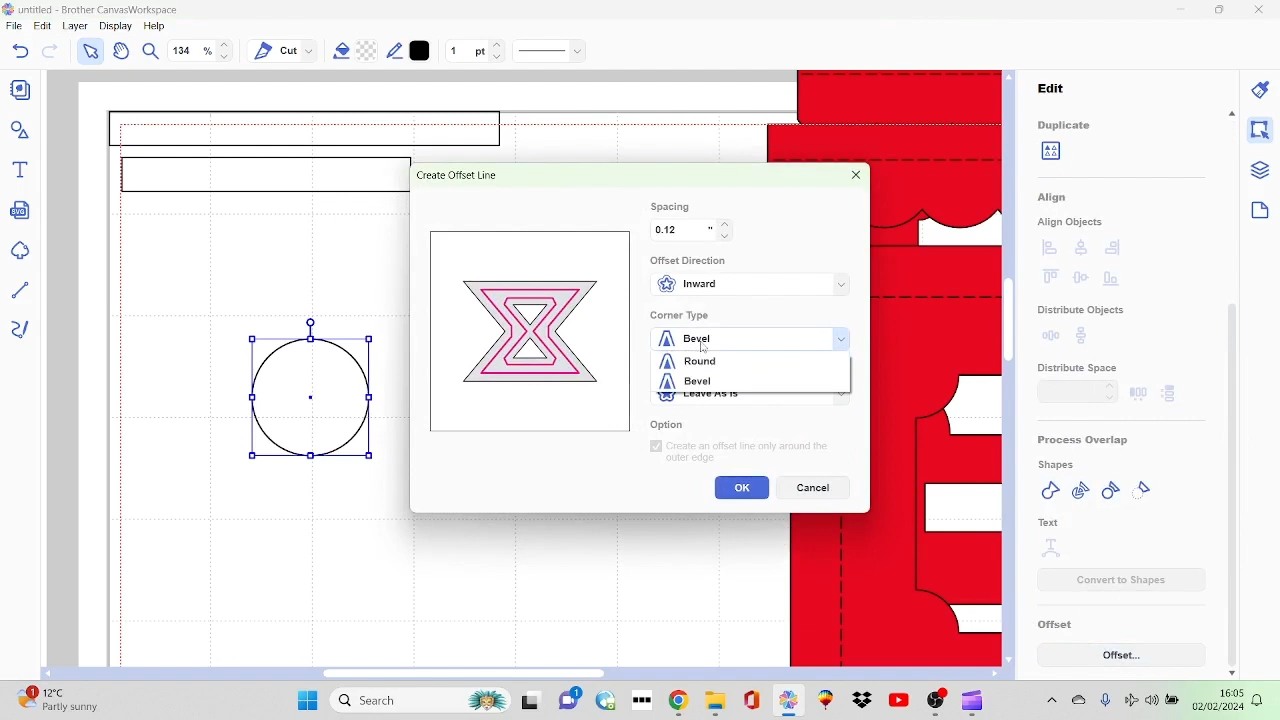 untitled - Brother CanvasWorkspace
File Edit Layer Display Help
134 % Cut 1 pt
Create Offset Line
Spacing
0.12 "
Offset Direction
Inward
Corner Type
Bevel
Round
Bevel
Leave As Is
Option
Create an offset line only around the
outer edge
OK Cancel
Edit
Duplicate
Align
Align Objects
Distribute Objects
Distribute Space
Process Overlap
Shapes
Text
Convert to Shapes
Offset
Offset...
SVG
1
12°C
Partly sunny
Search
1
16:05
02/02/2024